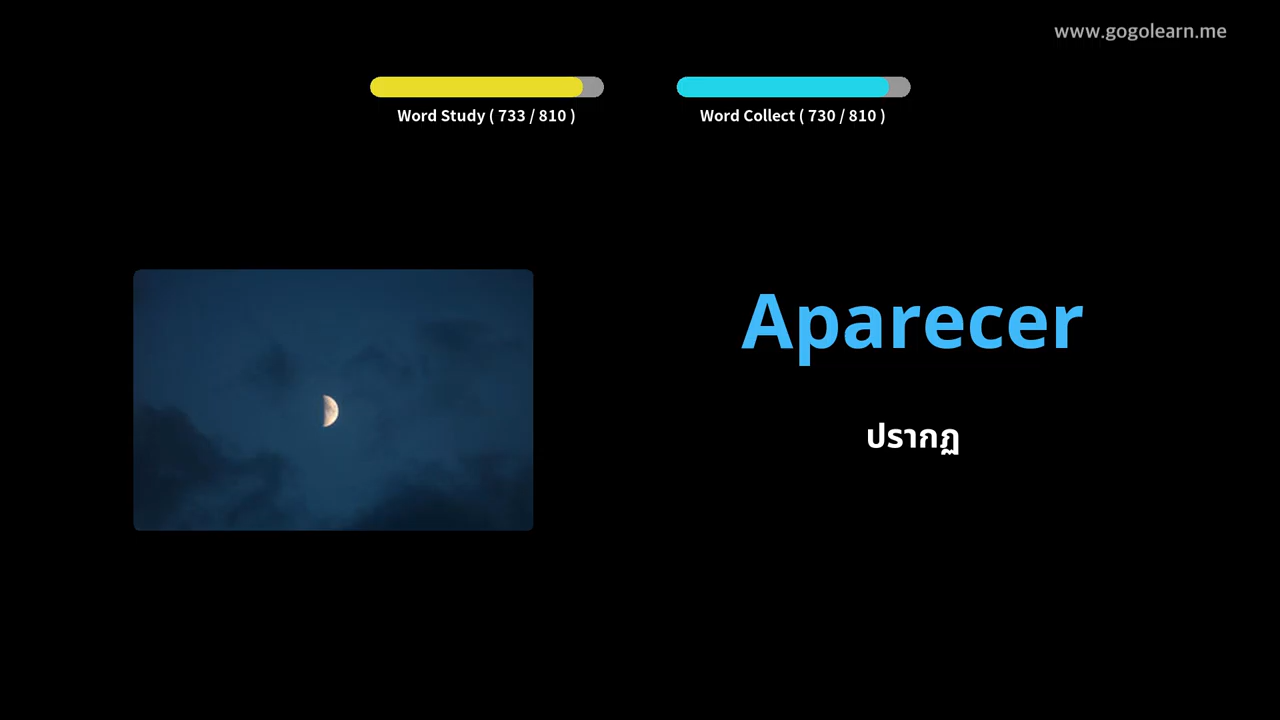 www.gogolearn.me
Word Study ( 733 / 810 )
Word Collect ( 730 / 810 )
Aparecer
ปรากฏ